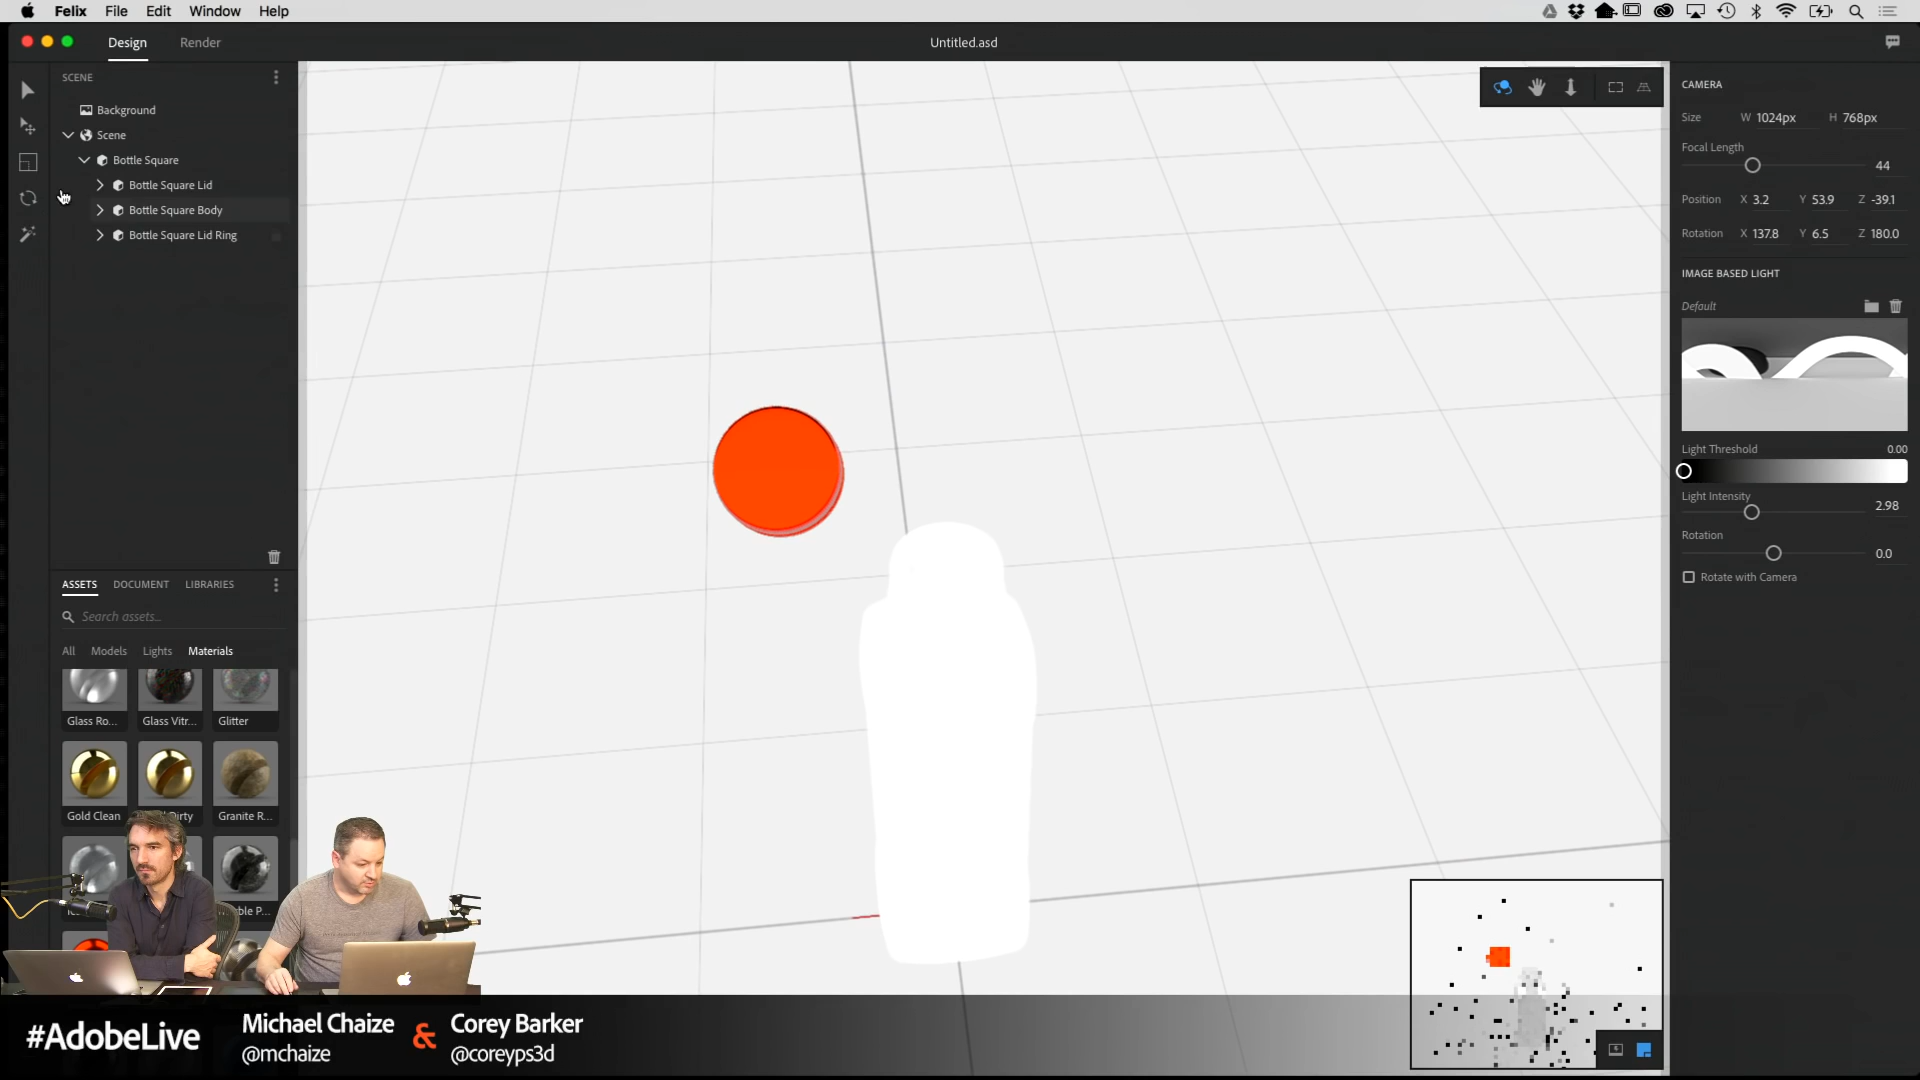 Felix File Edit Window Help
Design Render Untitled.asd
SCENE
Background
Scene
Bottle Square
Bottle Square Lid
Bottle Square Body
Bottle Square Lid Ring
ASSETS DOCUMENT LIBRARIES
Search assets...
All Models Lights Materials
Glass Ro... Glass Vitr... Glitter
Gold Clean Dirty Granite R...
CAMERA
Size W 1024px H 768px
Focal Length
44
Position X 3.2 Y 53.9 Z -39.1
Rotation X 137.8 Y 6.5 Z 180.0
IMAGE BASED LIGHT
Default
Light Threshold 0.00
Light Intensity
2.98
Rotation
0.0
Rotate with Camera
#AdobeLive
Michael Chaize & Corey Barker
@mchaize @coreyps3d